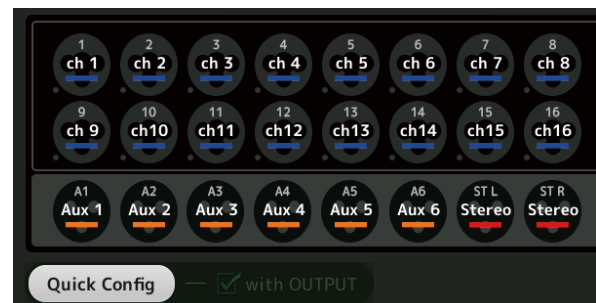 1 2 3 4 5 6 7 8
ch 1 ch 2 ch 3 ch 4 ch 5 ch 6 ch 7 ch 8
9 10 11 12 13 14 15 16
ch 9 ch10 ch11 ch12 ch13 ch14 ch15 ch16
A1 A2 A3 A4 A5 A6 ST L ST R
Aux 1 Aux 2 Aux 3 Aux 4 Aux 5 Aux 6 Stereo Stereo
Quick Config with OUTPUT